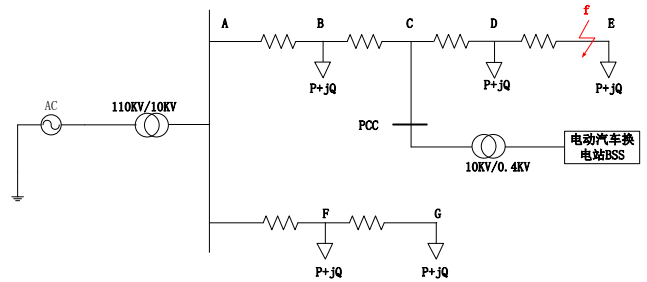 f
A
B
C
D
E
AC
110KV/10KV
P+jQ
P+jQ
P+jQ
PCC
电动汽车换
电站BSS
10KV/0.4KV
F
G
P+jQ
P+jQ